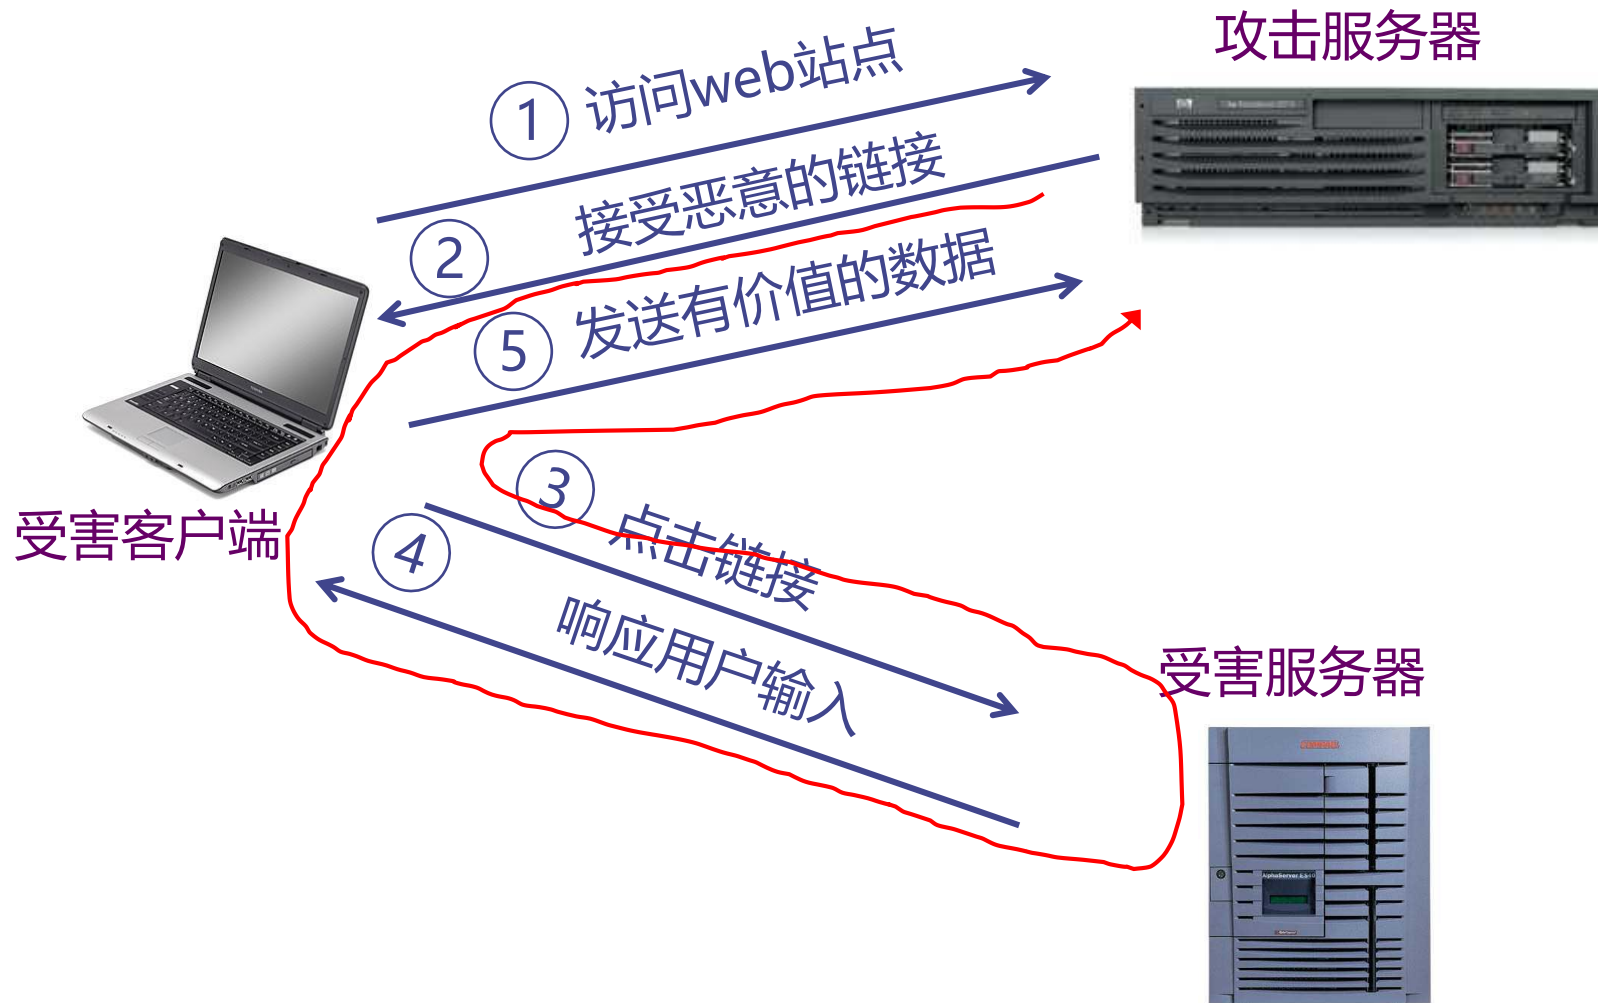 攻击服务器
① 访问web站点
② 接受恶意的链接
⑤ 发送有价值的数据
③ 点击链接
④ 响应用户输入
受害客户端
受害服务器
AlphaServer ES40